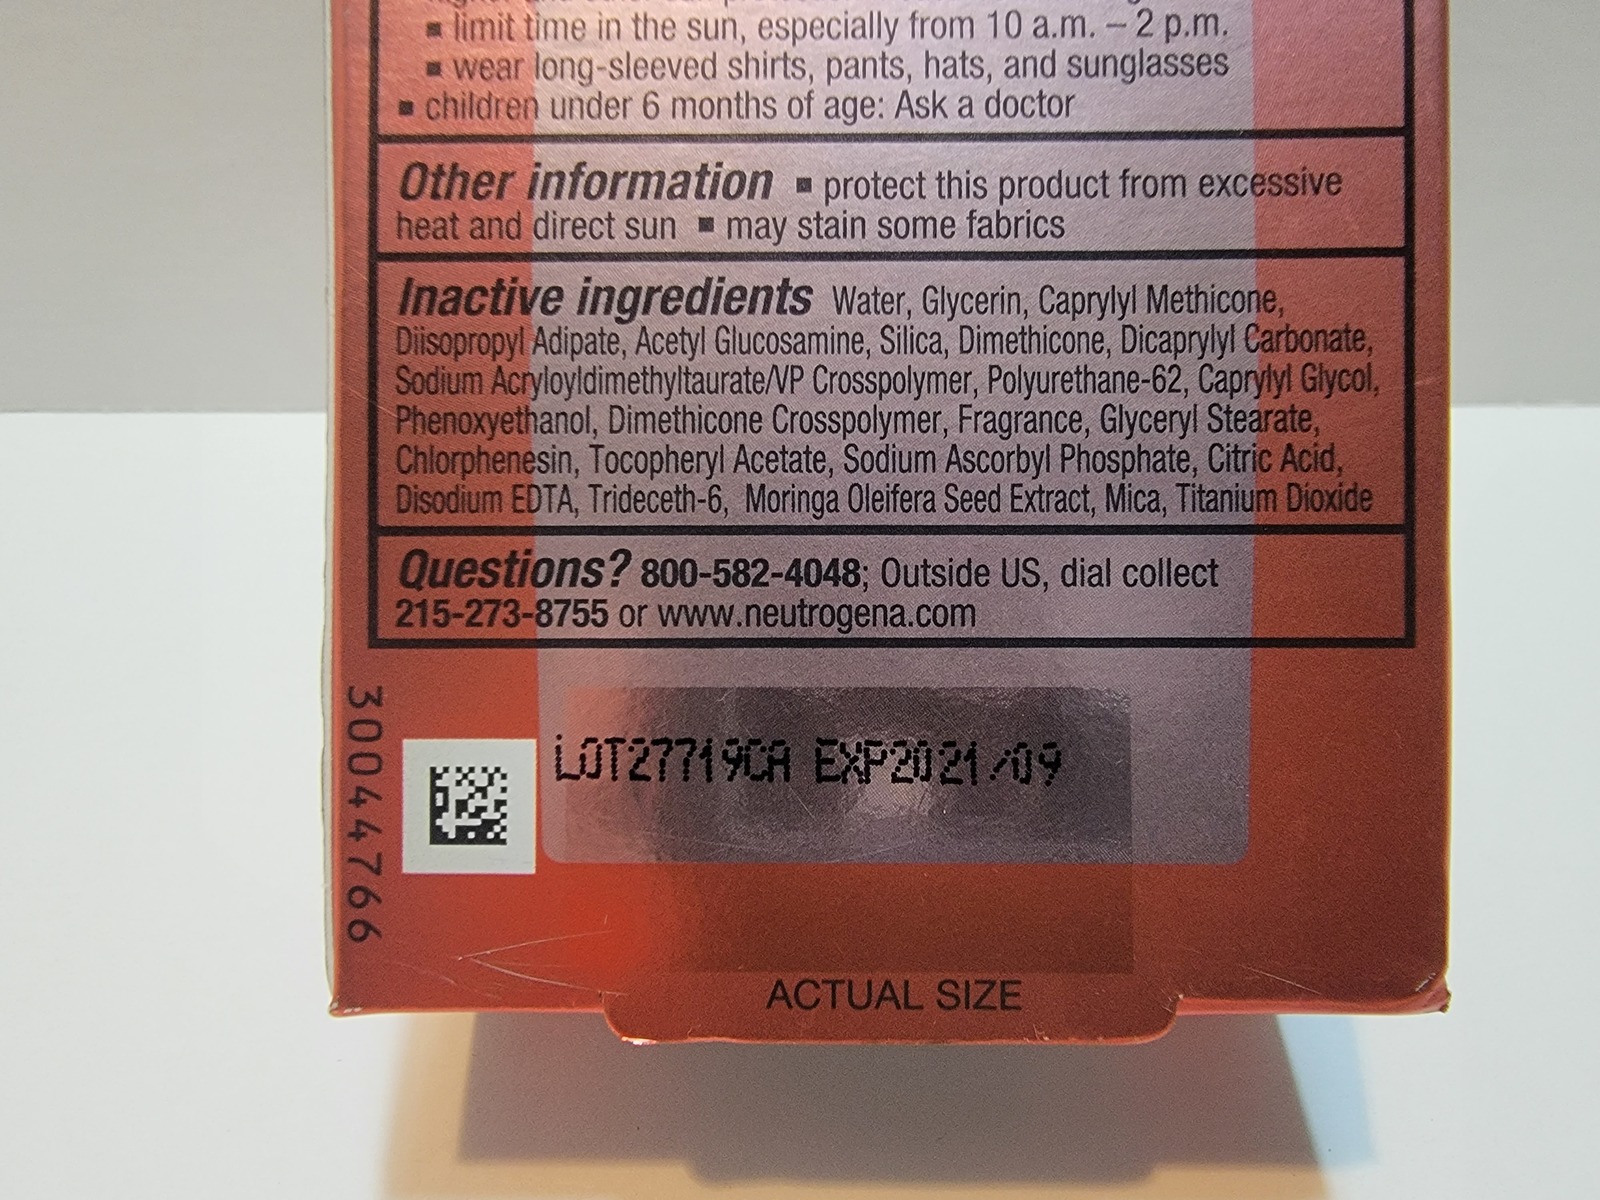 ■ limit time in the sun, especially from 10 a.m. – 2 p.m.
■ wear long-sleeved shirts, pants, hats, and sunglasses
■ children under 6 months of age: Ask a doctor
Other information ■ protect this product from excessive
heat and direct sun ■ may stain some fabrics
Inactive ingredients Water, Glycerin, Caprylyl Methicone,
Diisopropyl Adipate, Acetyl Glucosamine, Silica, Dimethicone, Dicaprylyl Carbonate,
Sodium Acryloyldimethyltaurate/VP Crosspolymer, Polyurethane-62, Caprylyl Glycol,
Phenoxyethanol, Dimethicone Crosspolymer, Fragrance, Glyceryl Stearate,
Chlorphenesin, Tocopheryl Acetate, Sodium Ascorbyl Phosphate, Citric Acid,
Disodium EDTA, Trideceth-6, Moringa Oleifera Seed Extract, Mica, Titanium Dioxide
Questions? 800-582-4048; Outside US, dial collect
215-273-8755 or www.neutrogena.com
30044766
LOT27719CA EXP2021/09
ACTUAL SIZE